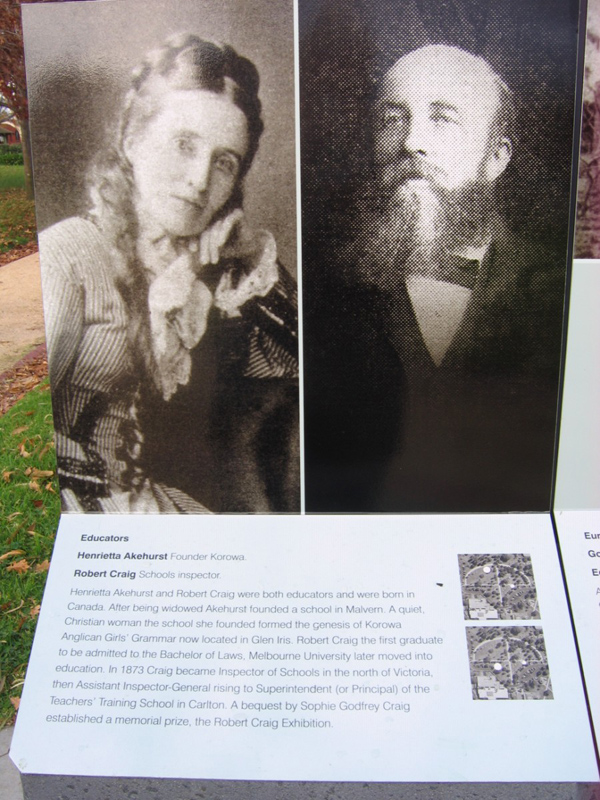 Educators
Henrietta Akehurst Founder Korowa.
Robert Craig Schools inspector.
Henrietta Akehurst and Robert Craig were both educators and were born in
Canada. After being widowed Akehurst founded a school in Malvern. A quiet,
Christian woman the school she founded formed the genesis of Korowa
Anglican Girls' Grammar now located in Glen Iris. Robert Craig the first graduate
to be admitted to the Bachelor of Laws, Melbourne University later moved into
education. In 1873 Craig became Inspector of Schools in the north of Victoria,
then Assistant Inspector-General rising to Superintendent (or Principal) of the
Teachers' Training School in Carlton. A bequest by Sophie Godfrey Craig
established a memorial prize, the Robert Craig Exhibition.